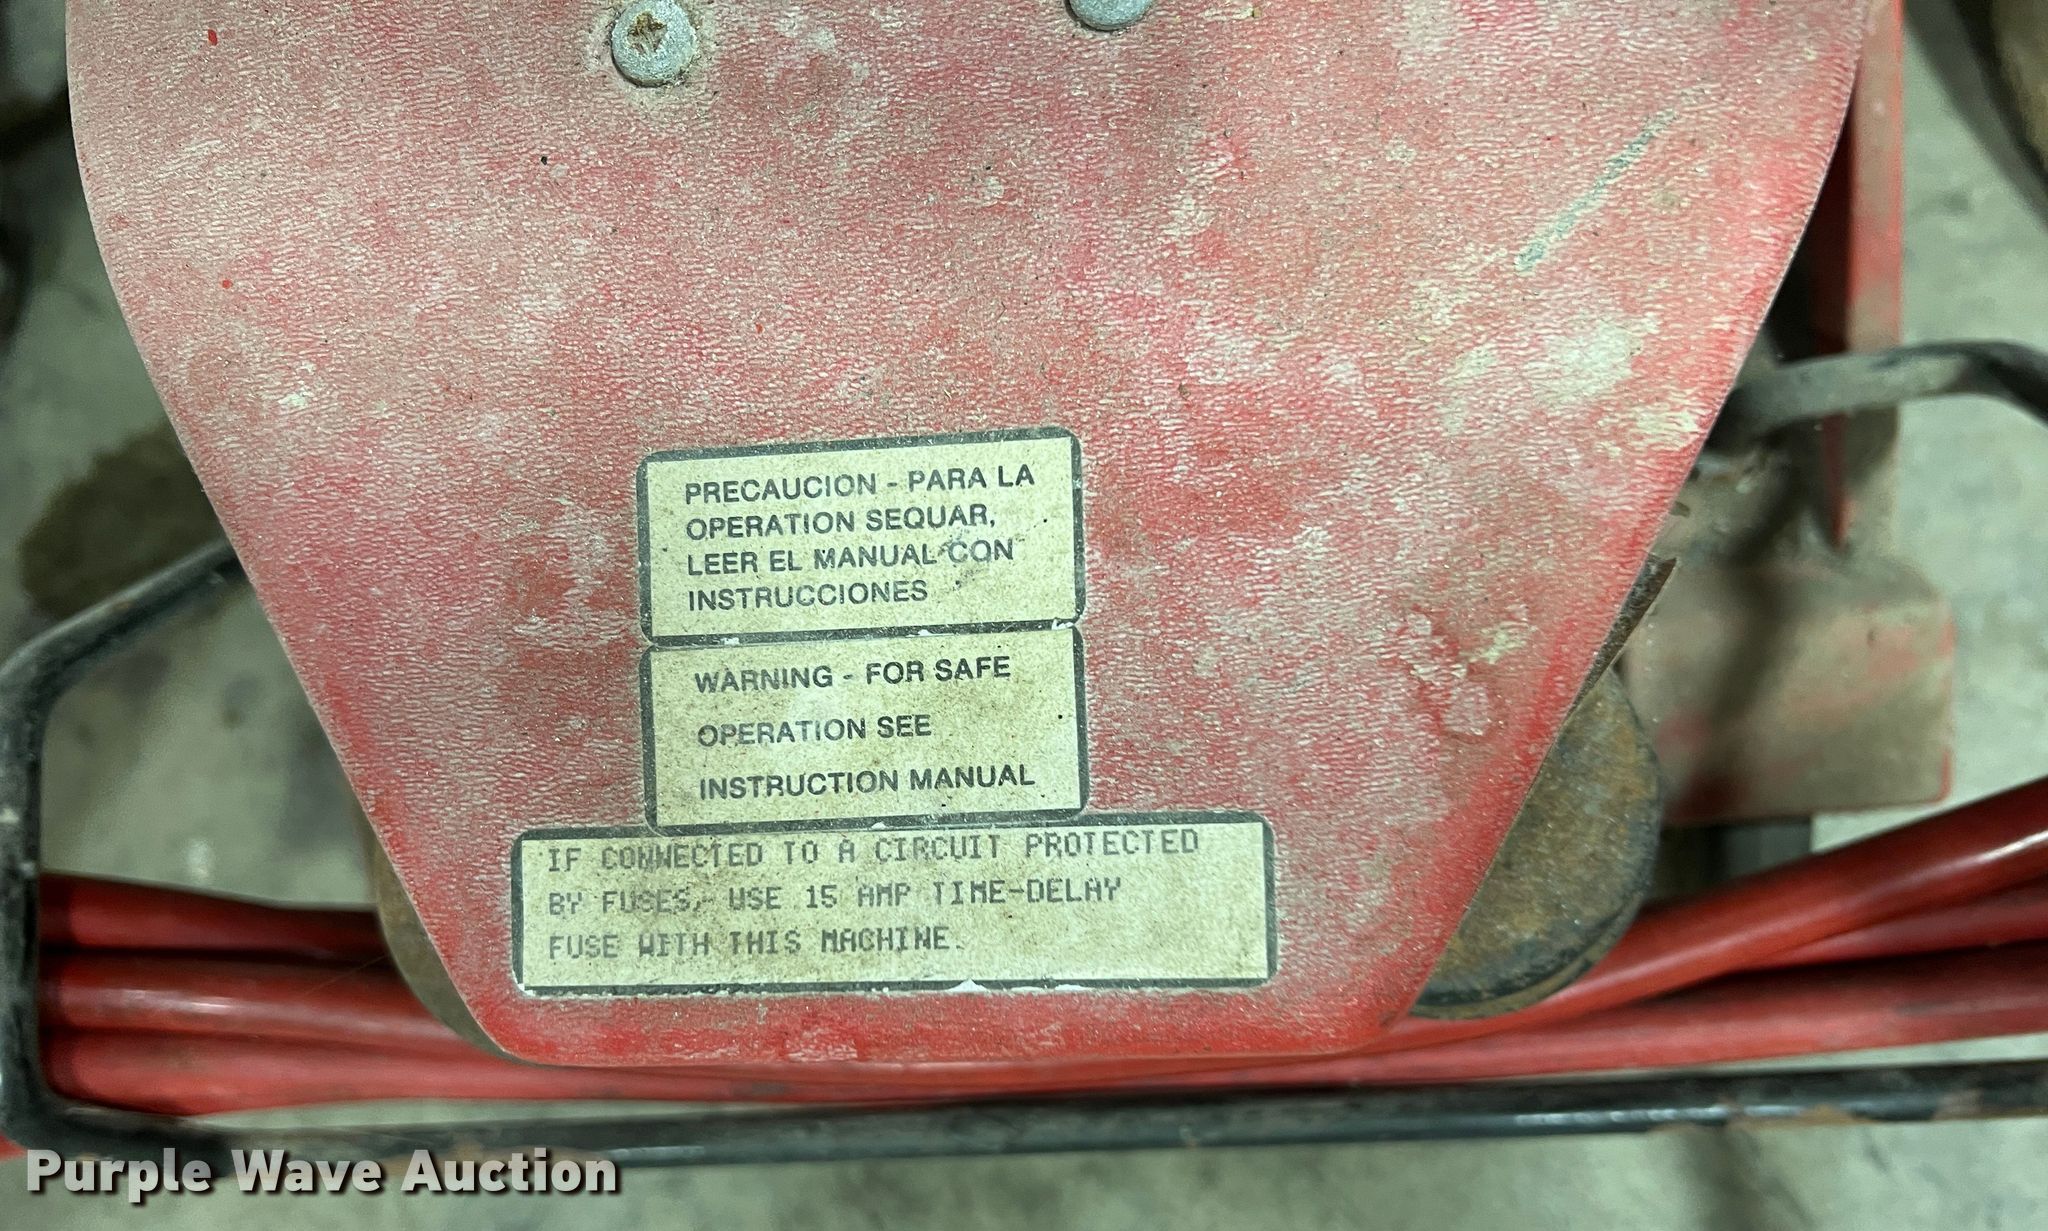 PRECAUCION - PARA LA
OPERATION SEQUAR,
LEER EL MANUAL CON
INSTRUCCIONES
WARNING - FOR SAFE
OPERATION SEE
INSTRUCTION MANUAL
IF CONNECTED TO A CIRCUIT PROTECTED
BY FUSES, USE 15 AMP TIME-DELAY
FUSE WITH THIS MACHINE.
Purple Wave Auction